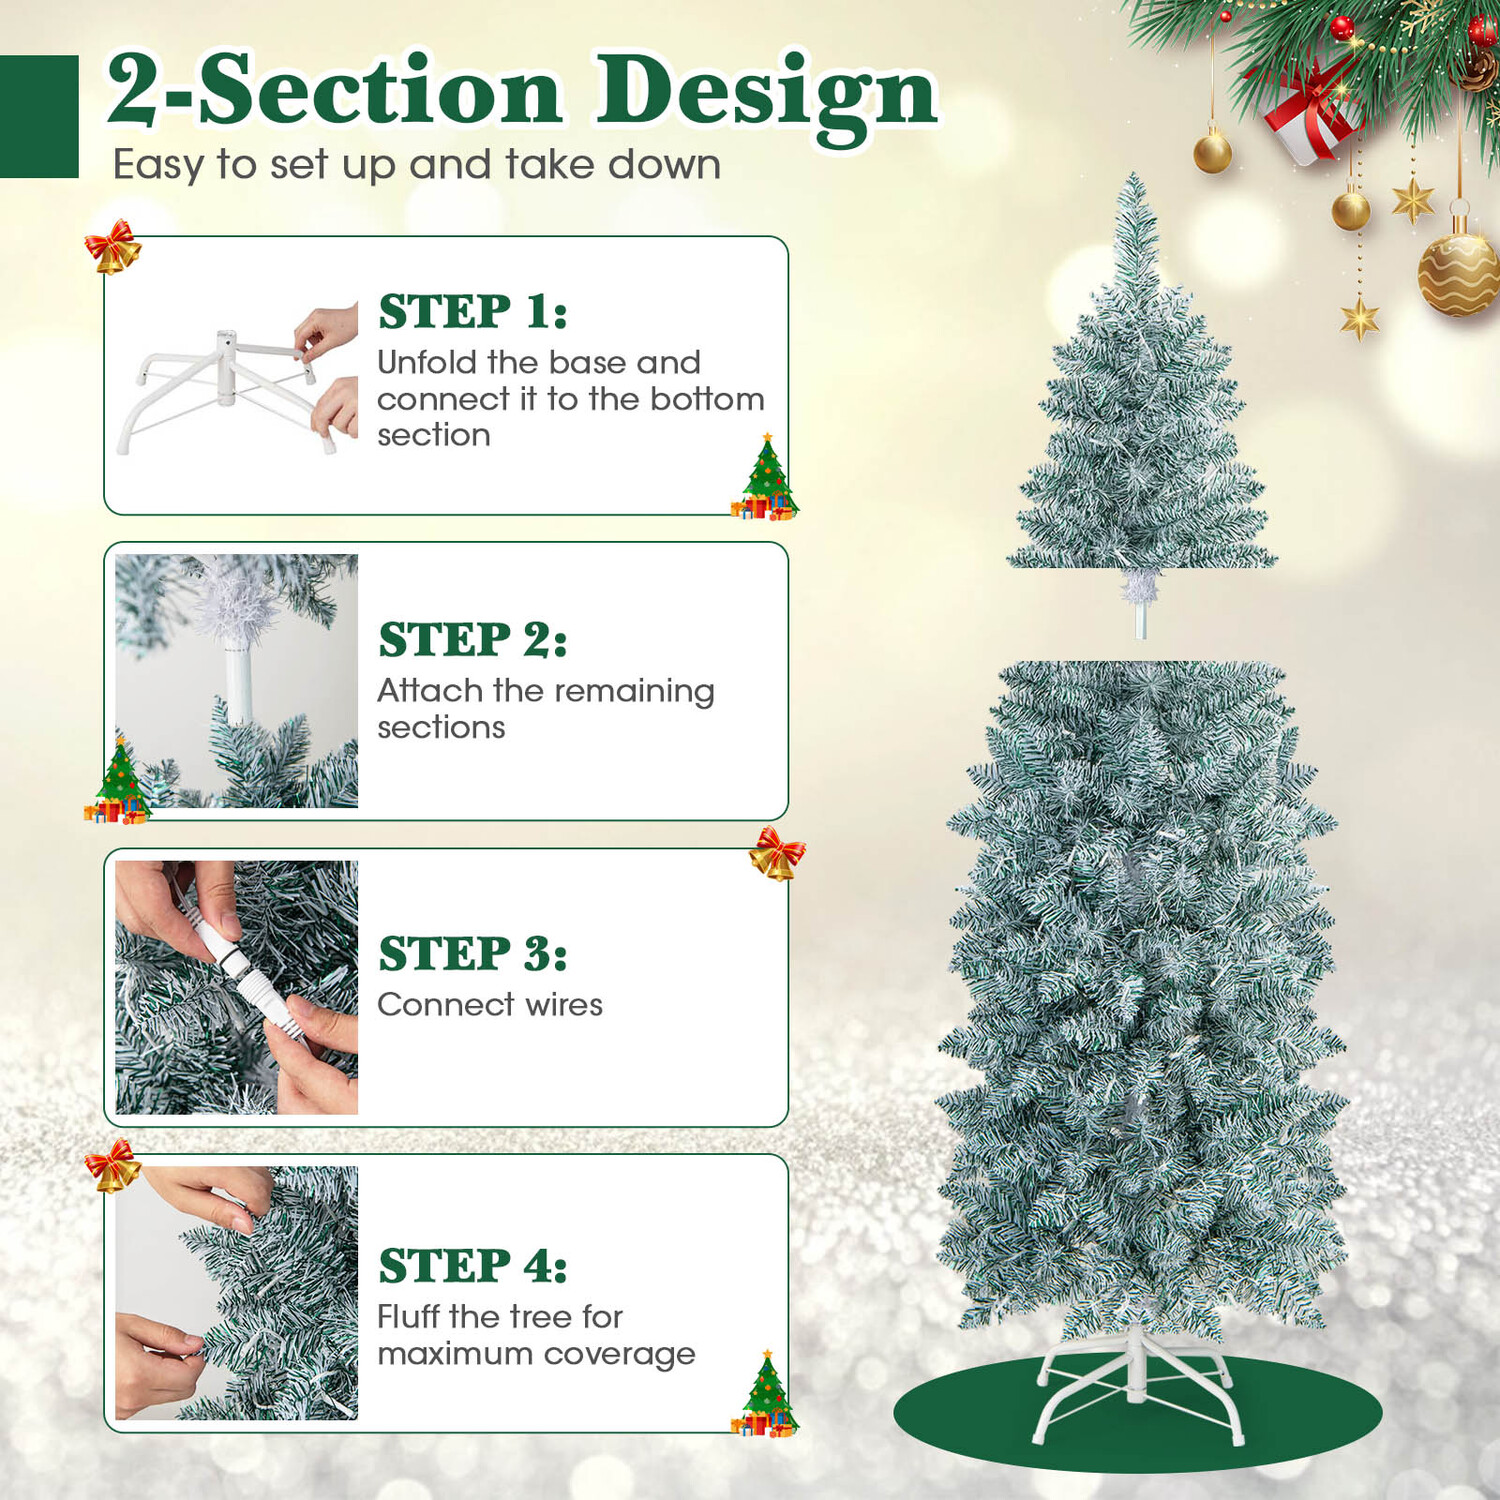 2-Section Design
Easy to set up and take down
STEP 1:
Unfold the base and
connect it to the bottom
section
STEP 2:
Attach the remaining
sections
STEP 3:
Connect wires
STEP 4:
Fluff the tree for
maximum coverage